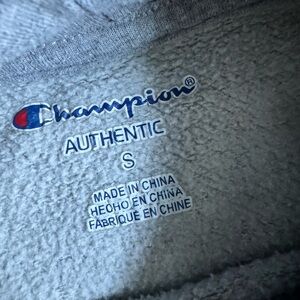 Champion®
AUTHENTIC
S
MADE IN CHINA
HECHO EN CHINA
FABRIQUÉ EN CHINE